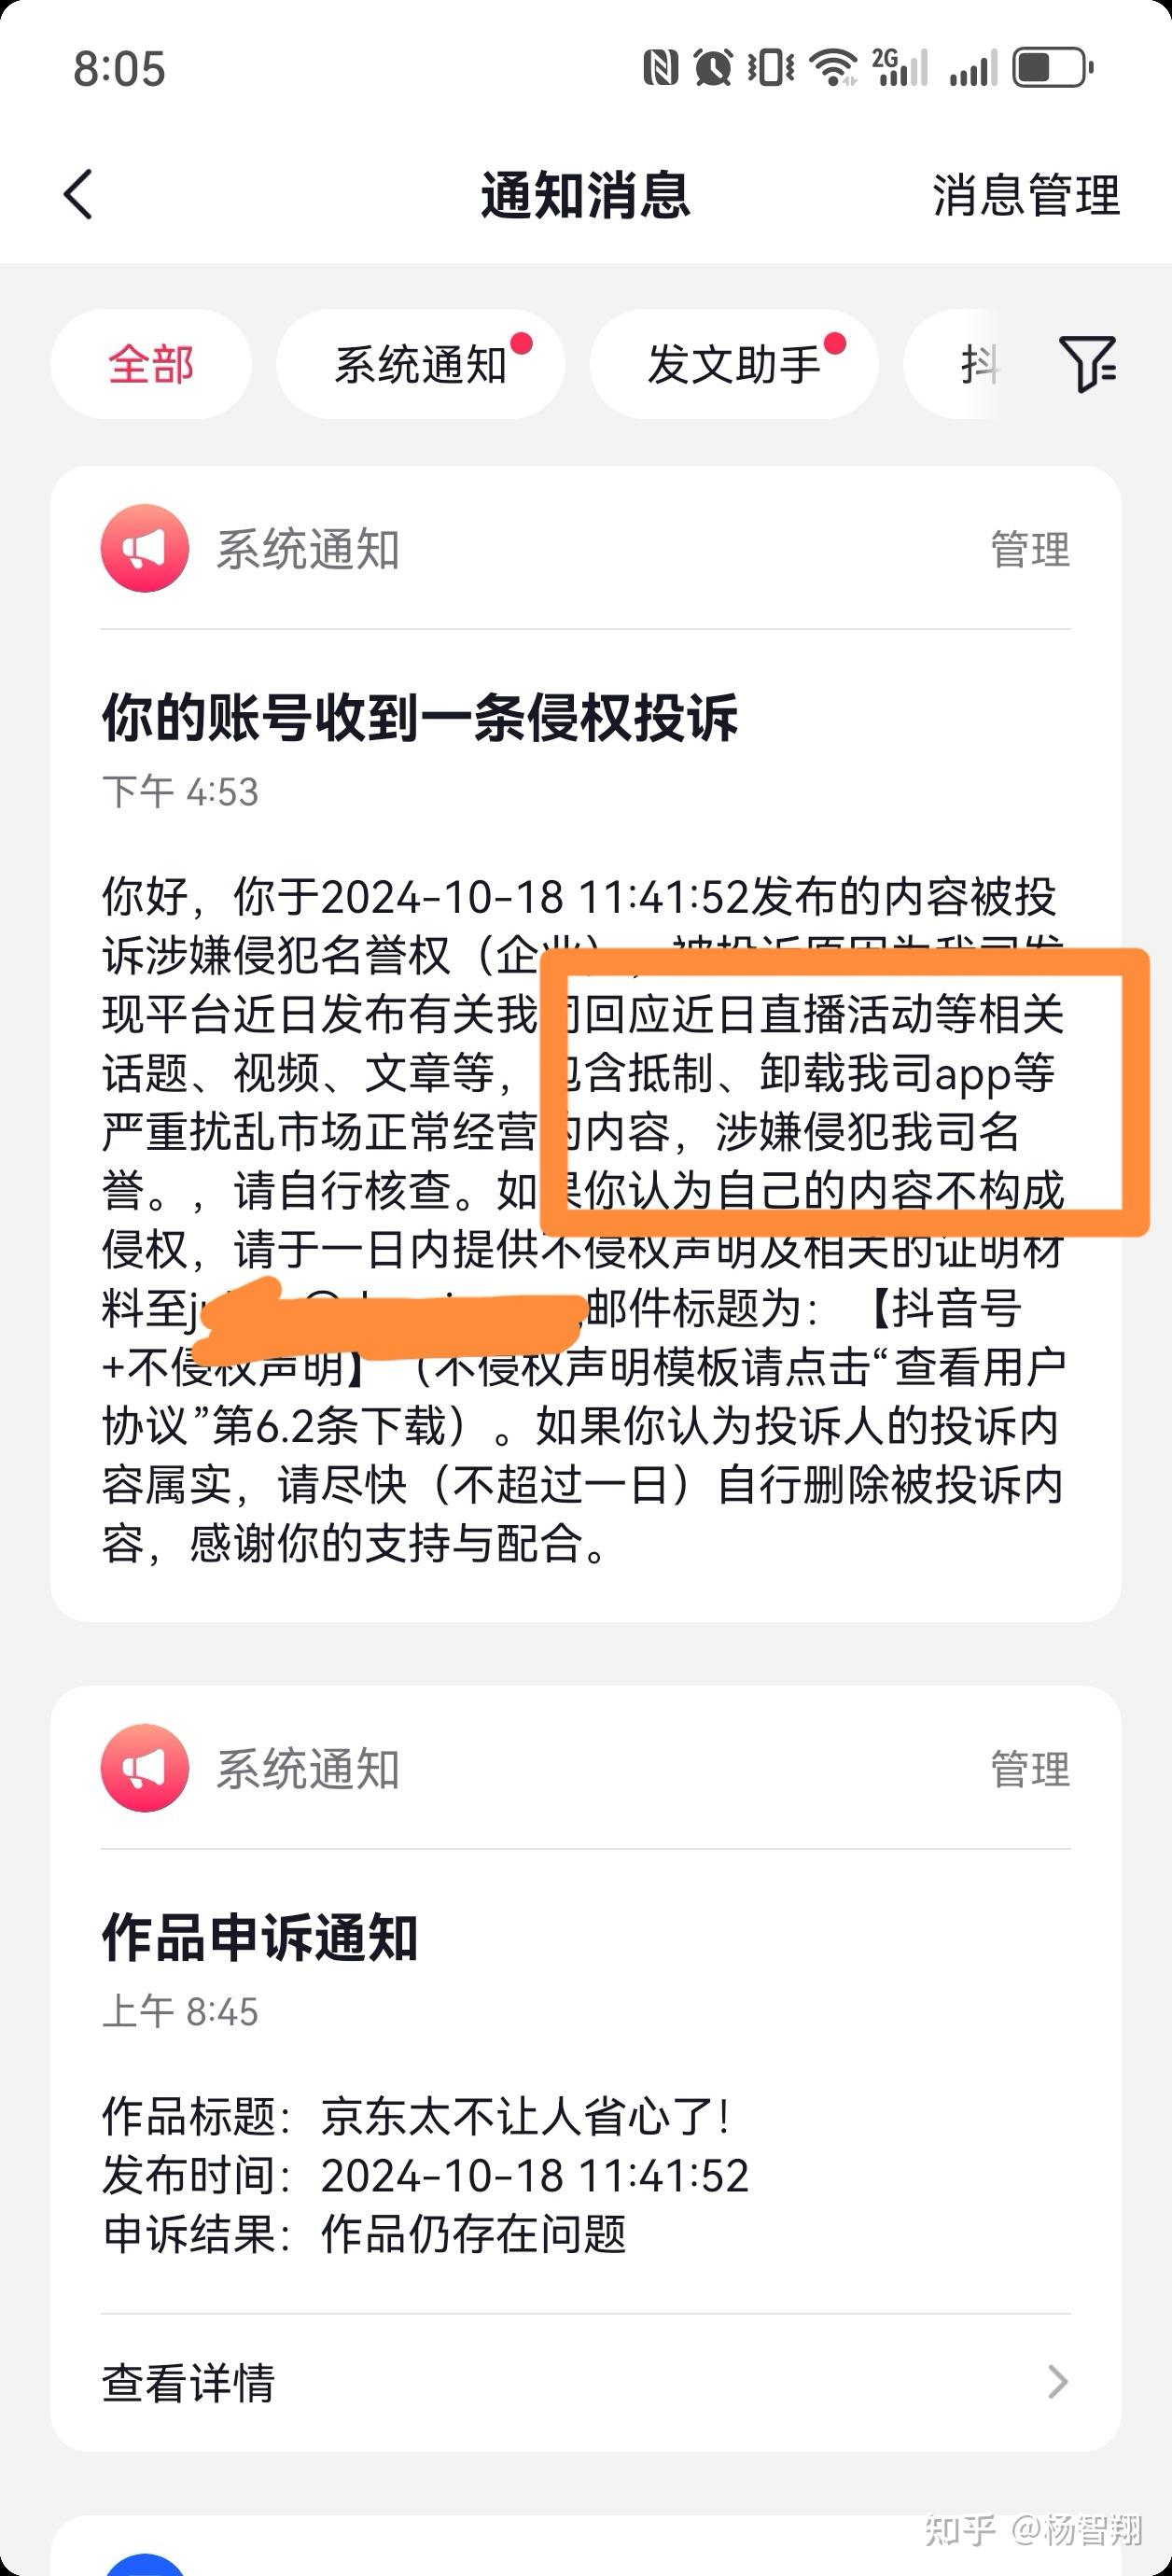 8:05
2G
通知消息
消息管理
全部
系统通知
发文助手
抖
系统通知
管理
你的账号收到一条侵权投诉
下午 4:53
你好，你于2024-10-18 11:41:52发布的内容被投
诉涉嫌侵犯名誉权（企业），被投诉原因为我司发
现平台近日发布有关我司回应近日直播活动等相关
话题、视频、文章等，包含抵制、卸载我司app等
严重扰乱市场正常经营的内容，涉嫌侵犯我司名
誉。，请自行核查。如果你认为自己的内容不构成
侵权，请于一日内提供不侵权声明及相关的证明材
料至 邮件标题为：【抖音号
+不侵权声明】（不侵权声明模板请点击“查看用户
协议”第6.2条下载）。如果你认为投诉人的投诉内
容属实，请尽快（不超过一日）自行删除被投诉内
容，感谢你的支持与配合。
系统通知
管理
作品申诉通知
上午 8:45
作品标题：京东太不让人省心了！
发布时间：2024-10-18 11:41:52
申诉结果：作品仍存在问题
查看详情
知乎 @杨智翔